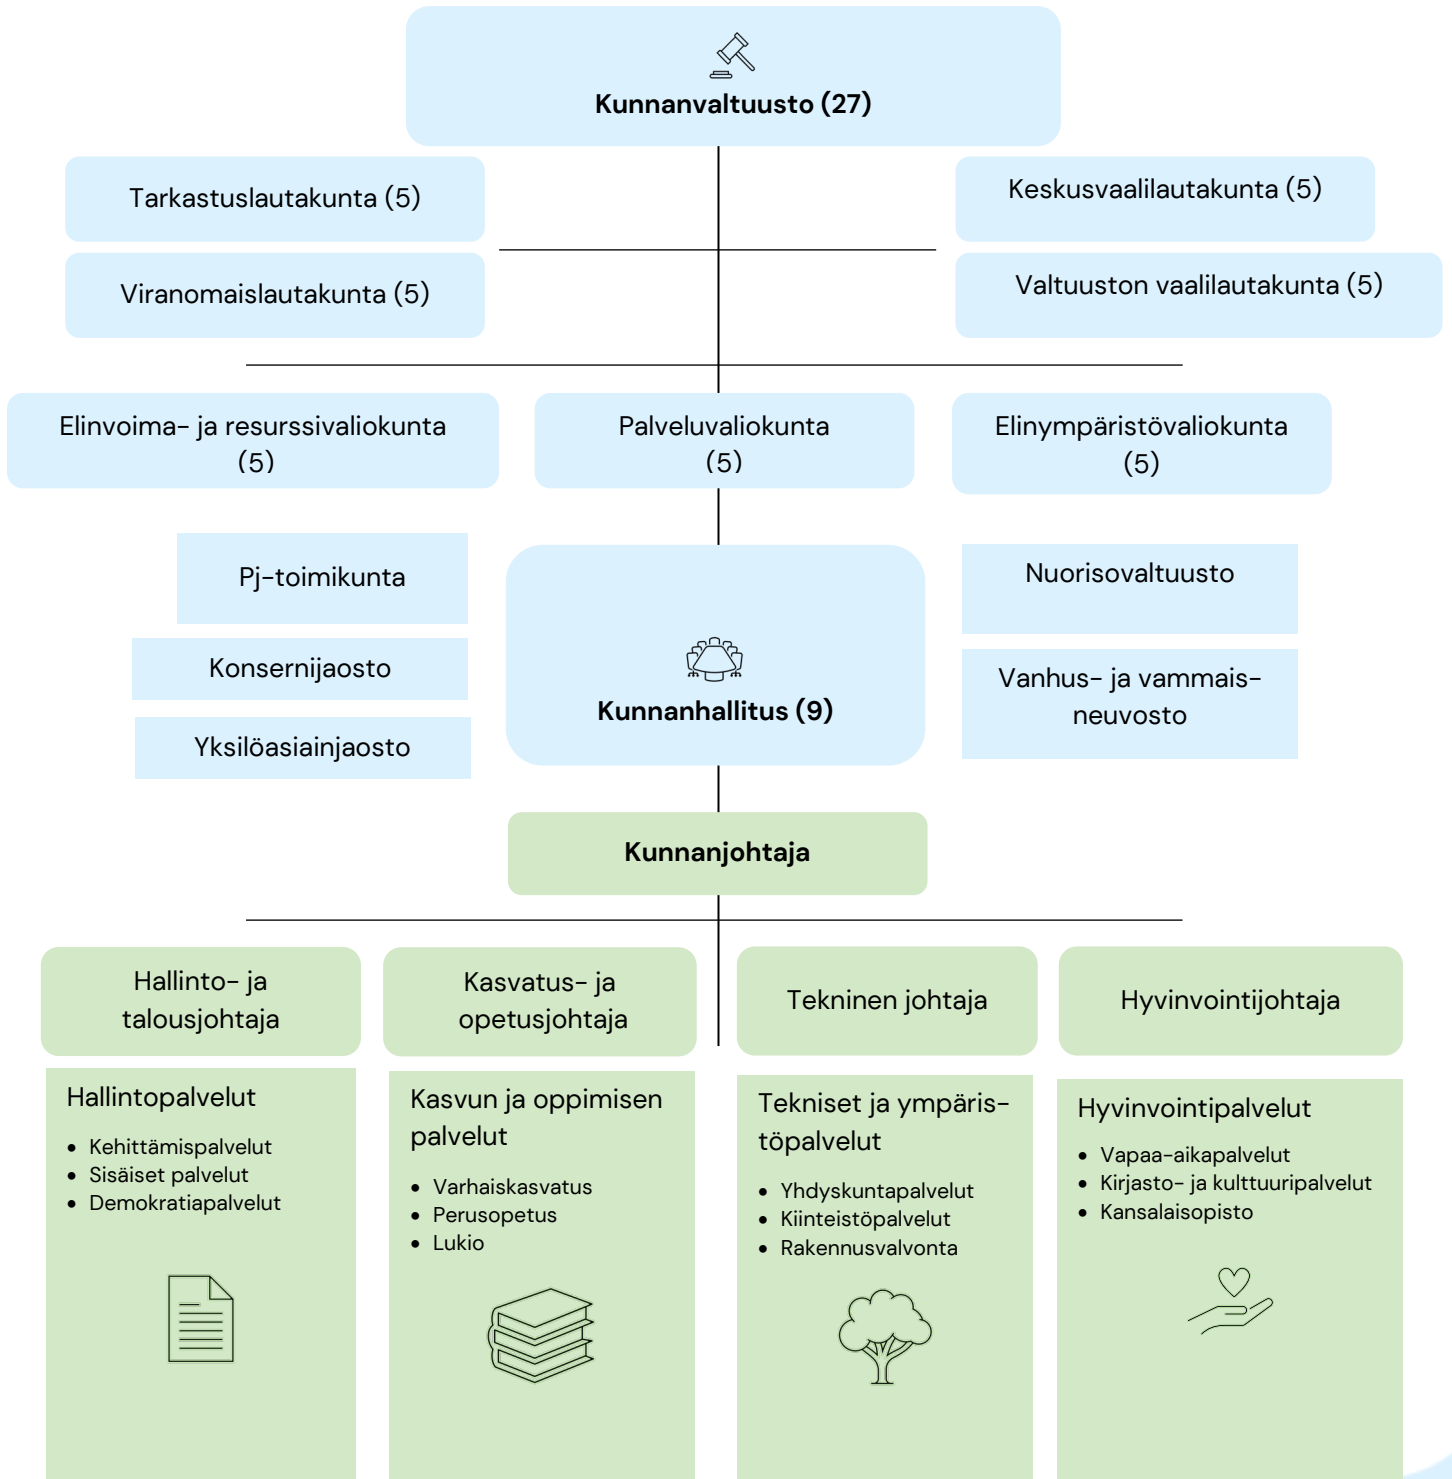 Kunnanvaltuusto (27)
Tarkastuslautakunta (5)
Keskusvaalilautakunta (5)
Viranomaislautakunta (5)
Valtuuston vaalilautakunta (5)
Elinvoima- ja resurssivaliokunta
(5)
Palveluvaliokunta
(5)
Elinympäristövaliokunta
(5)
Pj-toimikunta
Konsernijaosto
Yksilöasiainjaosto
Kunnanhallitus (9)
Nuorisovaltuusto
Vanhus- ja vammais-
neuvosto
Kunnanjohtaja
Hallinto- ja
talousjohtaja
Kasvatus- ja
opetusjohtaja
Tekninen johtaja
Hyvinvointijohtaja
Hallintopalvelut
• Kehittämispalvelut
• Sisäiset palvelut
• Demokratiapalvelut
Kasvun ja oppimisen
palvelut
• Varhaiskasvatus
• Perusopetus
• Lukio
Tekniset ja ympäris-
töpalvelut
• Yhdyskuntapalvelut
• Kiinteistöpalvelut
• Rakennusvalvonta
Hyvinvointipalvelut
• Vapaa-aikapalvelut
• Kirjasto- ja kulttuuripalvelut
• Kansalaisopisto